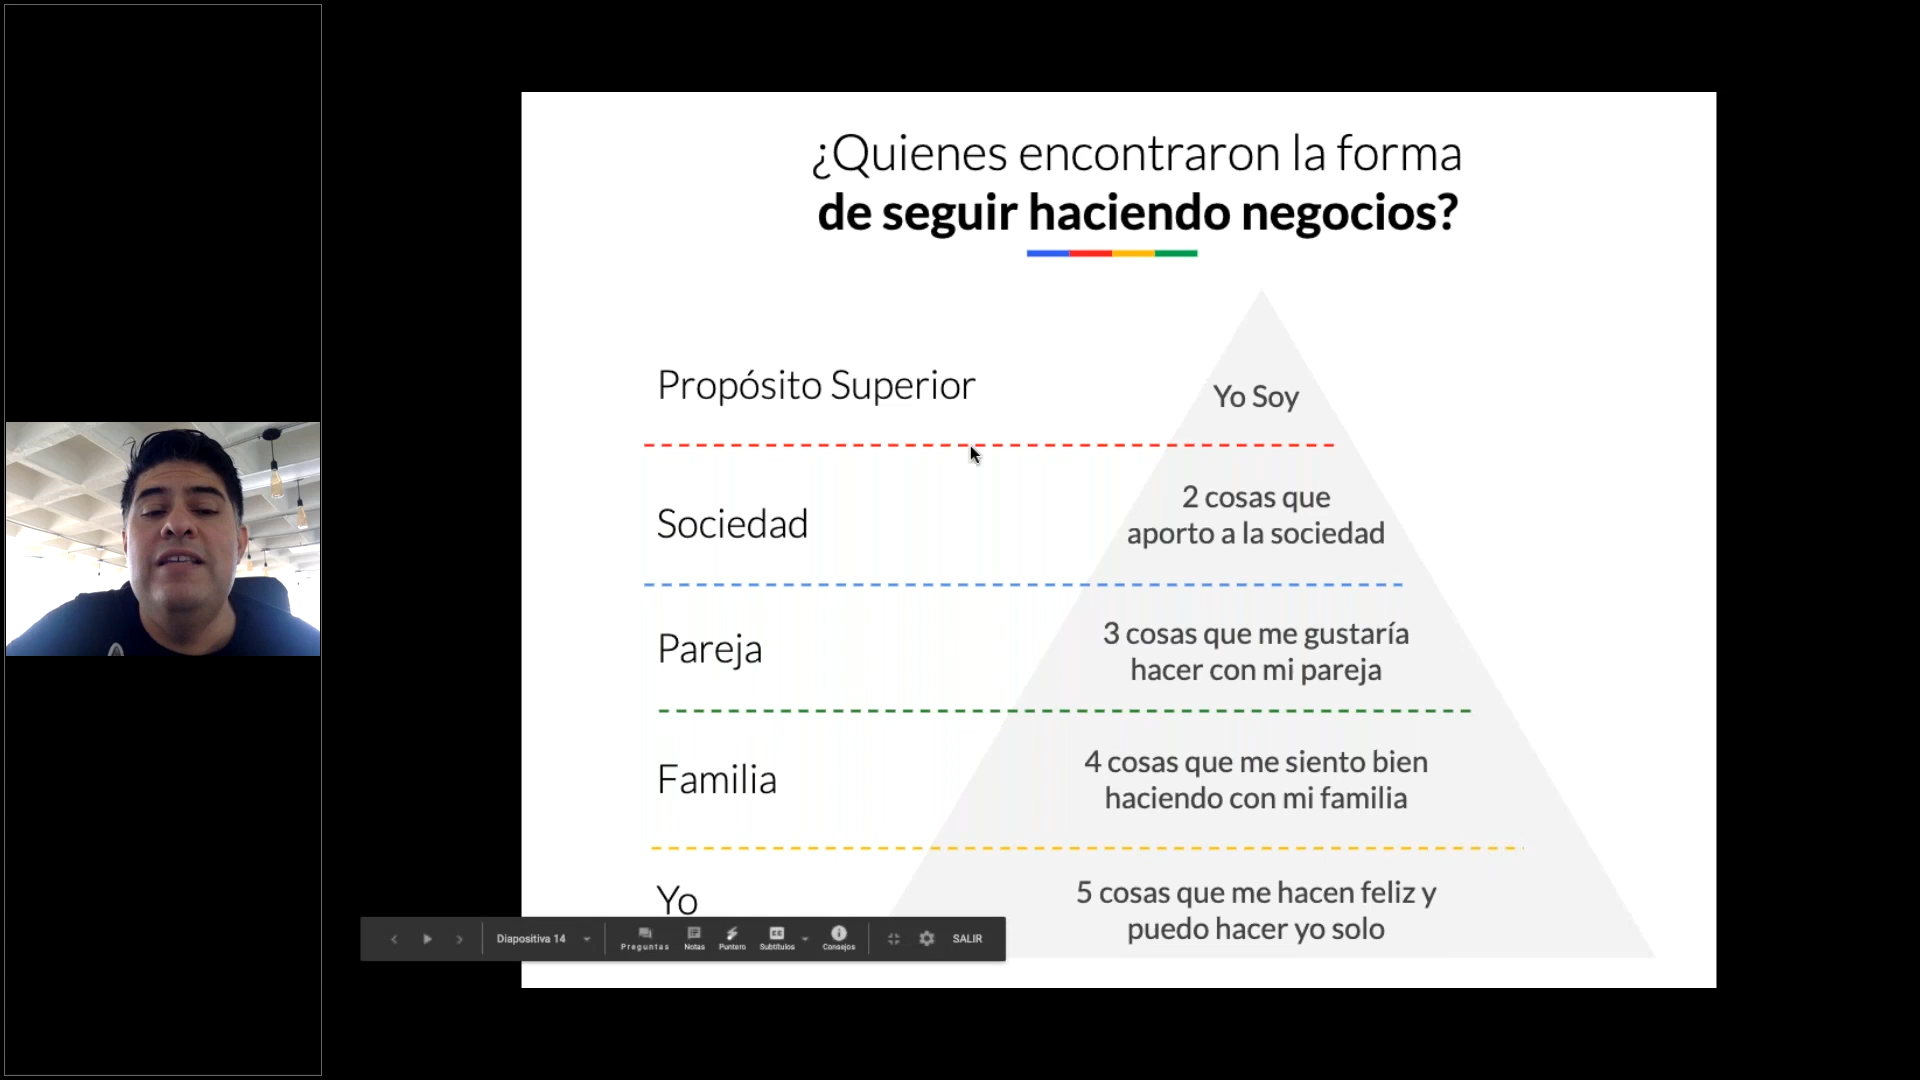 ¿Quienes encontraron la forma
de seguir haciendo negocios?
Propósito Superior
Yo Soy
Sociedad
2 cosas que
aporto a la sociedad
Pareja
3 cosas que me gustaría
hacer con mi pareja
Familia
4 cosas que me siento bien
haciendo con mi familia
Yo
5 cosas que me hacen feliz y
puedo hacer yo solo
Diapositiva 14
Preguntas
Notas
Puntero
CC
Subtítulos
Consejos
SALIR